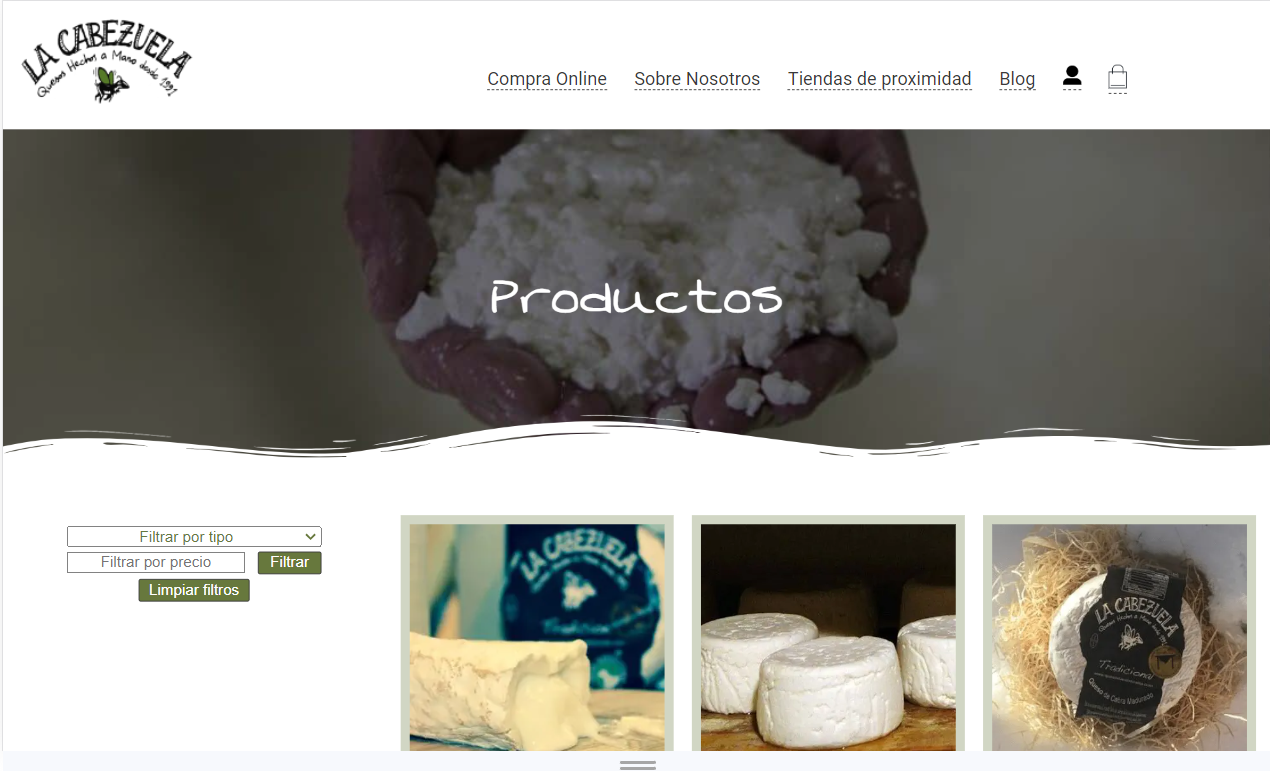 LA CABEZUELA
Quesos Hechos a Mano desde 1991
Compra Online
Sobre Nosotros
Tiendas de proximidad
Blog
Productos
Filtrar por tipo
Filtrar por precio
Filtrar
Limpiar filtros
LA CABEZUELA
Tradicional
LA CABEZUELA
Quesos Hechos a Mano desde 1991
Tradicional
Queso de Cabra Madurado